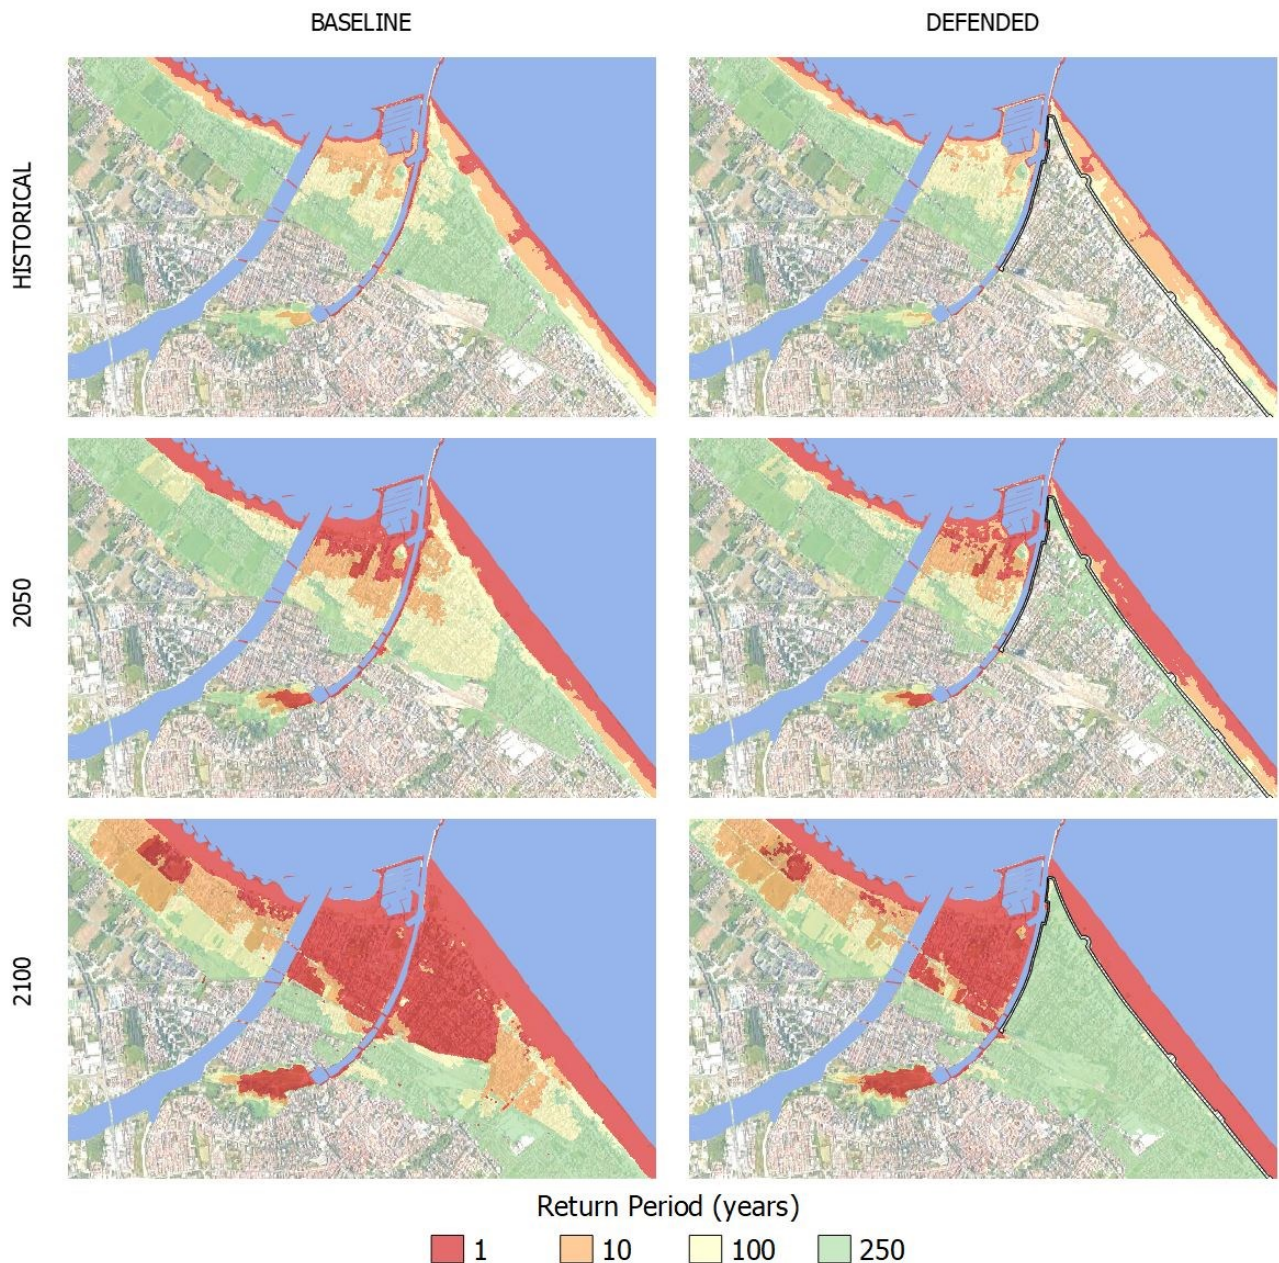 BASELINE
DEFENDED
HISTORICAL
2050
2100
Return Period (years)
1 10 100 250